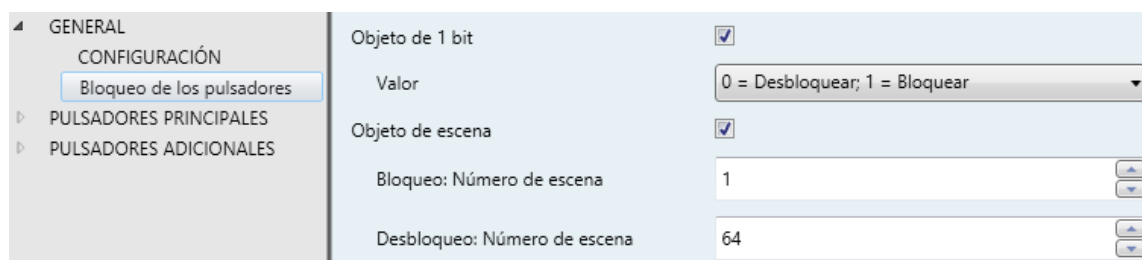 GENERAL
CONFIGURACIÓN
Bloqueo de los pulsadores
PULSADORES PRINCIPALES
PULSADORES ADICIONALES
Objeto de 1 bit
Valor
0 = Desbloquear; 1 = Bloquear
Objeto de escena
Bloqueo: Número de escena
1
Desbloqueo: Número de escena
64